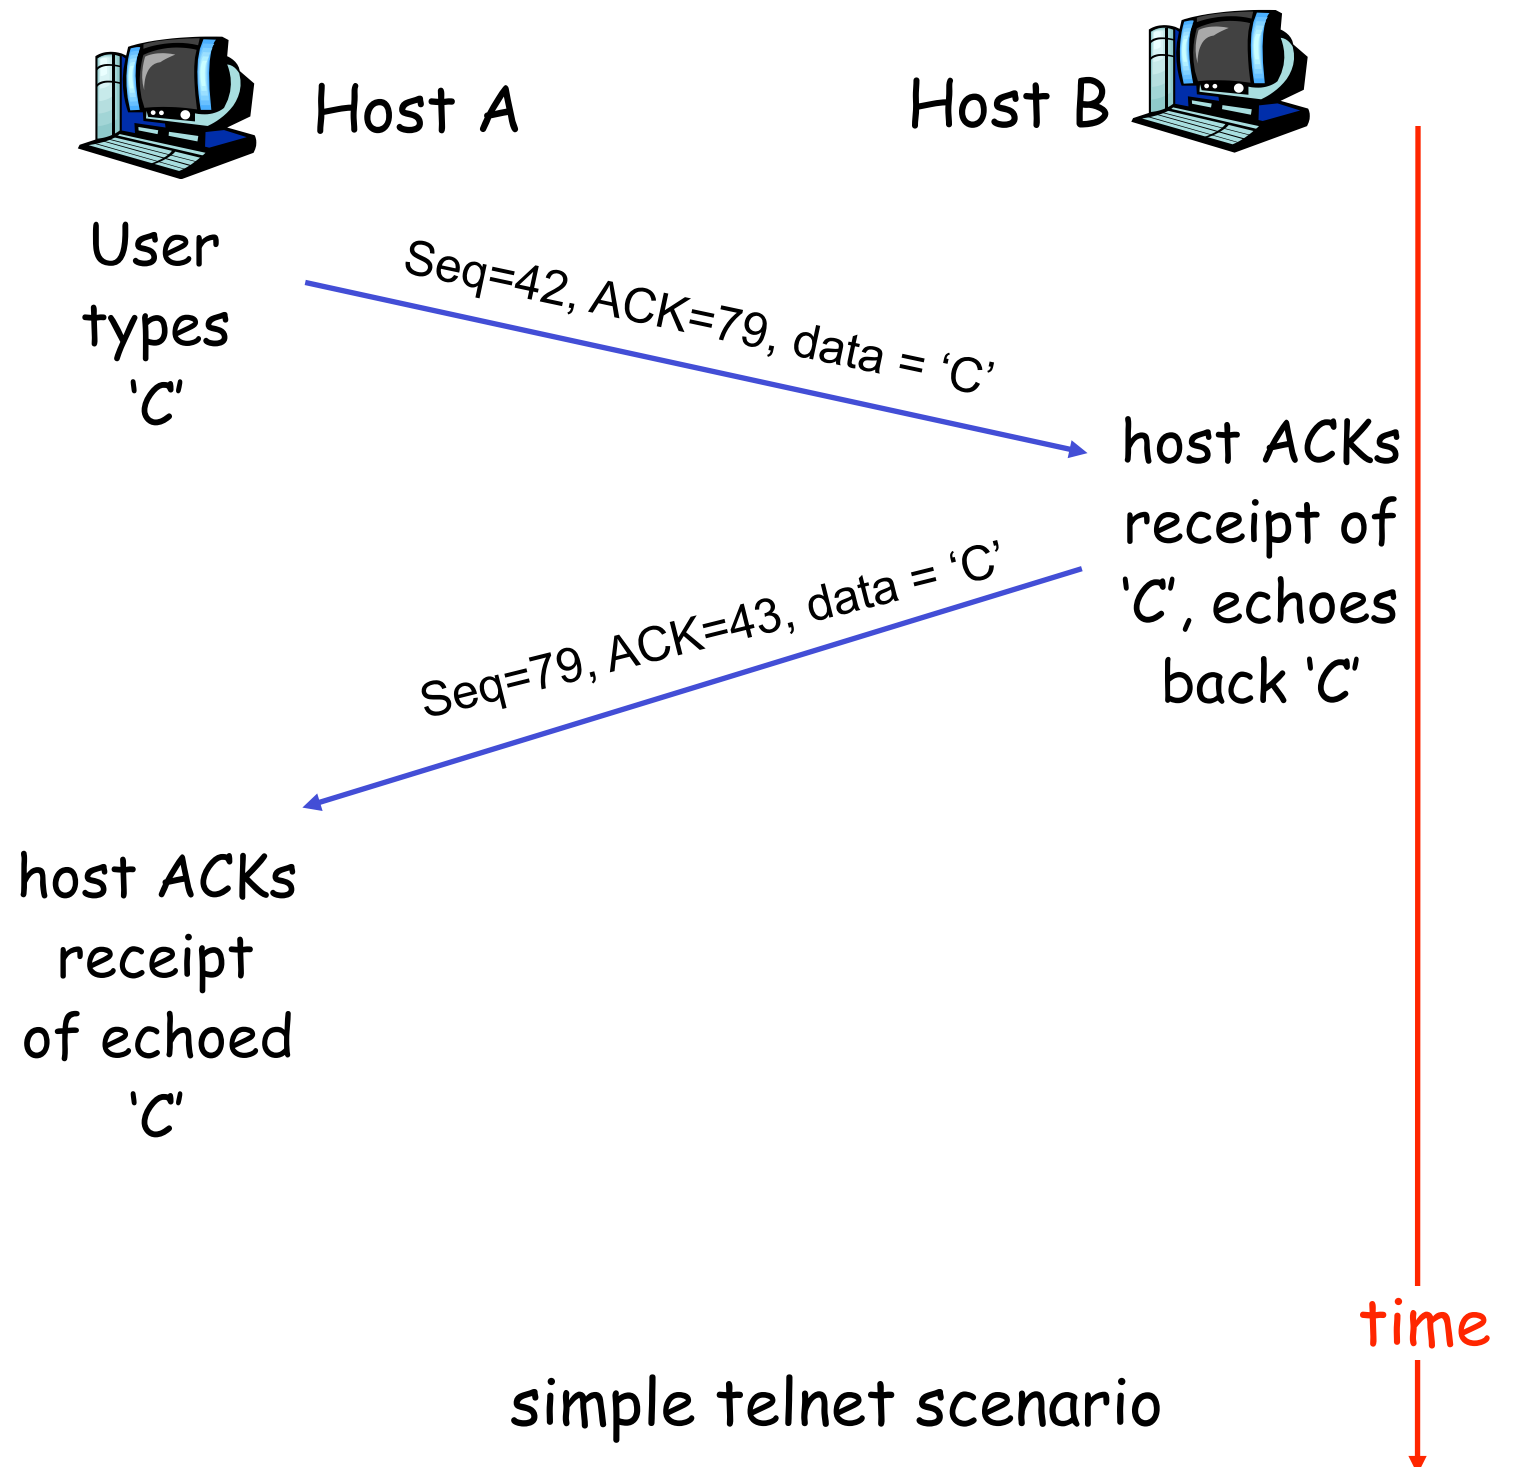 Host A
Host B
User
types
‘C’
Seq=42, ACK=79, data = ‘C’
host ACKs
receipt of
‘C’, echoes
back ‘C’
Seq=79, ACK=43, data = ‘C’
host ACKs
receipt
of echoed
‘C’
time
simple telnet scenario